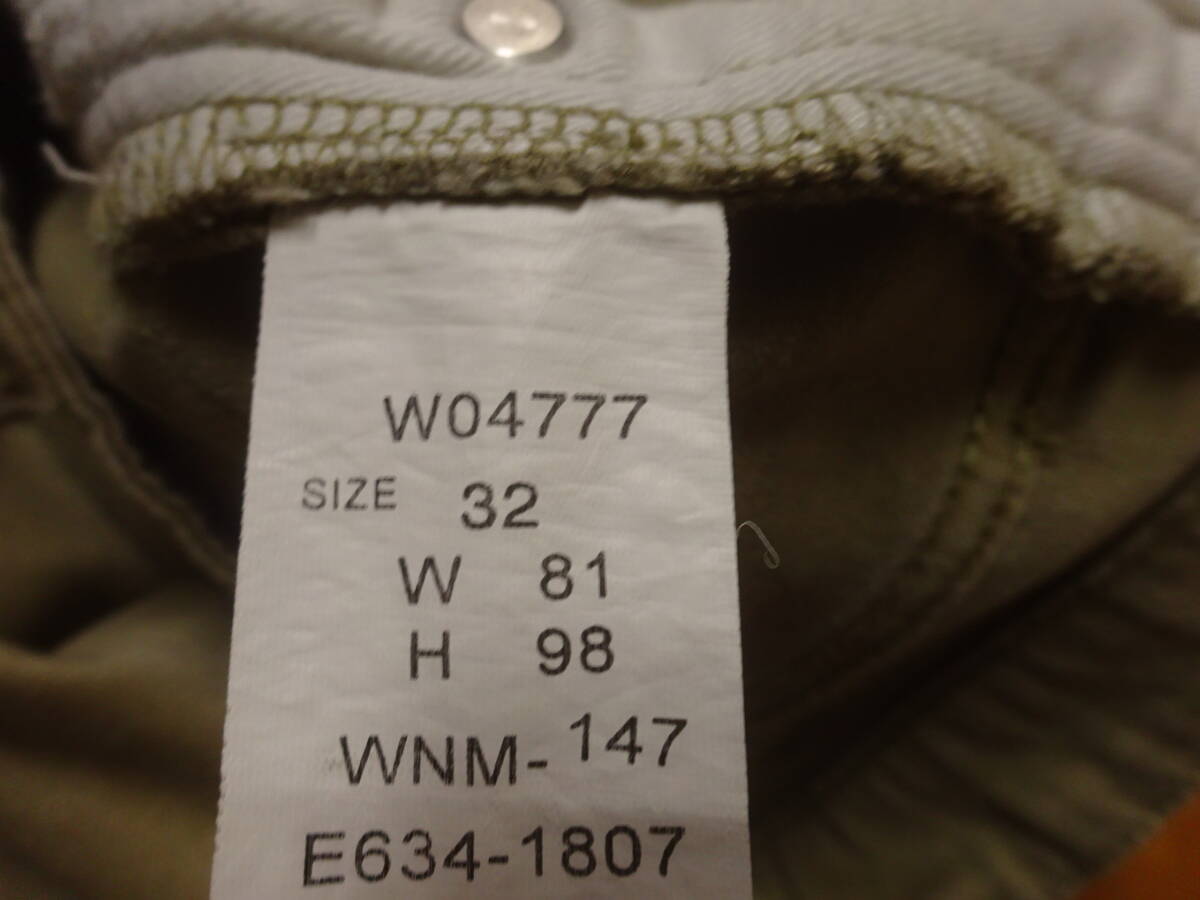 W04777
SIZE 32
W 81
H 98
WNM-147
E634-1807